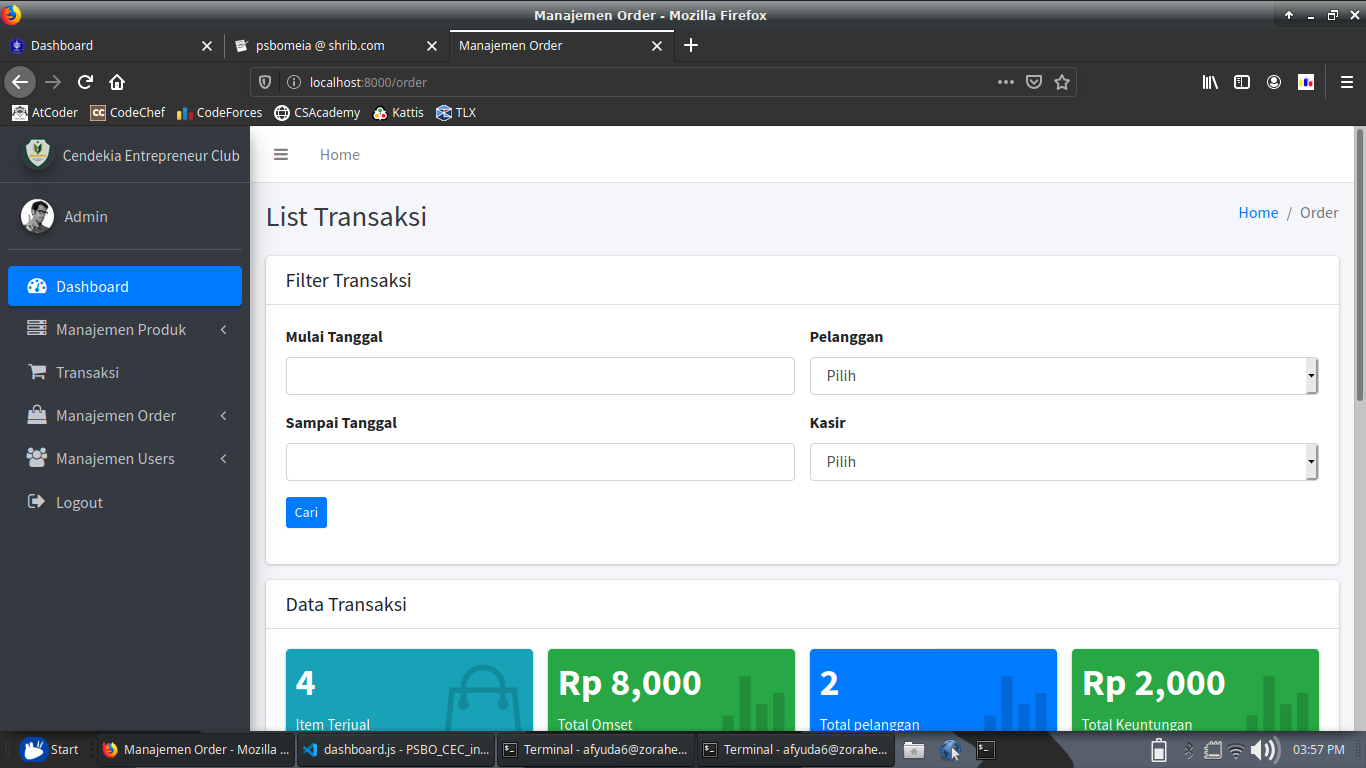 Manajemen Order - Mozilla Firefox
Dashboard
psbomeia @ shrib.com
Manajemen Order
localhost:8000/order
AtCoder
CC CodeChef
CodeForces
CSAcademy
Kattis
TLX
Cendekia Entrepreneur Club
Home
Admin
List Transaksi
Home / Order
Dashboard
Manajemen Produk
Transaksi
Manajemen Order
Manajemen Users
Logout
Filter Transaksi
Mulai Tanggal
Pelanggan
Pilih
Sampai Tanggal
Kasir
Pilih
Cari
Data Transaksi
4
Item Terjual
Rp 8,000
Total Omset
2
Total pelanggan
Rp 2,000
Total Keuntungan
Start
Manajemen Order - Mozilla ...
dashboard.js - PSBO_CEC_in...
Terminal - afyuda6@zorahe...
Terminal - afyuda6@zorahe...
03:57 PM